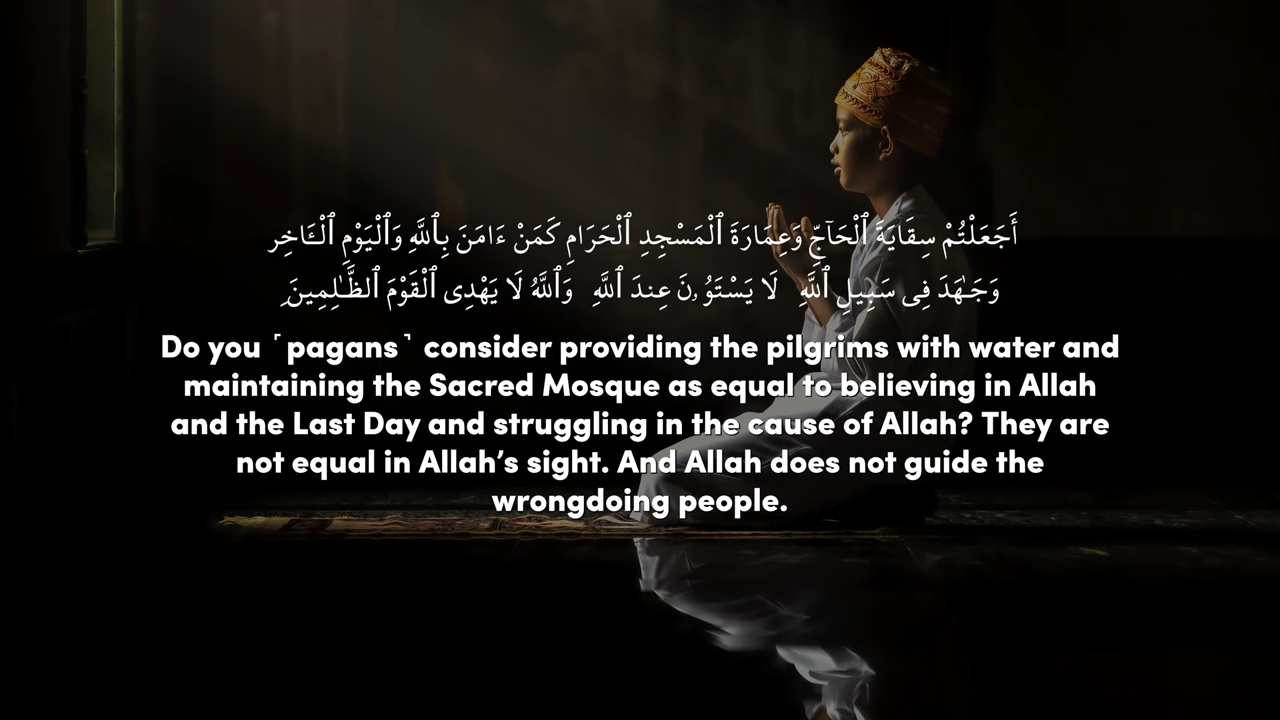 أَجَعَلْتُمْ سِقَايَةَ ٱلْحَآجِّ وَعِمَارَةَ ٱلْمَسْجِدِ ٱلْحَرَامِ كَمَنْ ءَامَنَ بِٱللَّهِ وَٱلْيَوْمِ ٱلْـَٔاخِرِ
وَجَـٰهَدَ فِى سَبِيلِ ٱللَّهِ لَا يَسْتَوُۥنَ عِندَ ٱللَّهِ وَٱللَّهُ لَا يَهْدِى ٱلْقَوْمَ ٱلظَّـٰلِمِينَ
Do you ˹pagans˺ consider providing the pilgrims with water and
maintaining the Sacred Mosque as equal to believing in Allah
and the Last Day and struggling in the cause of Allah? They are
not equal in Allah’s sight. And Allah does not guide the
wrongdoing people.